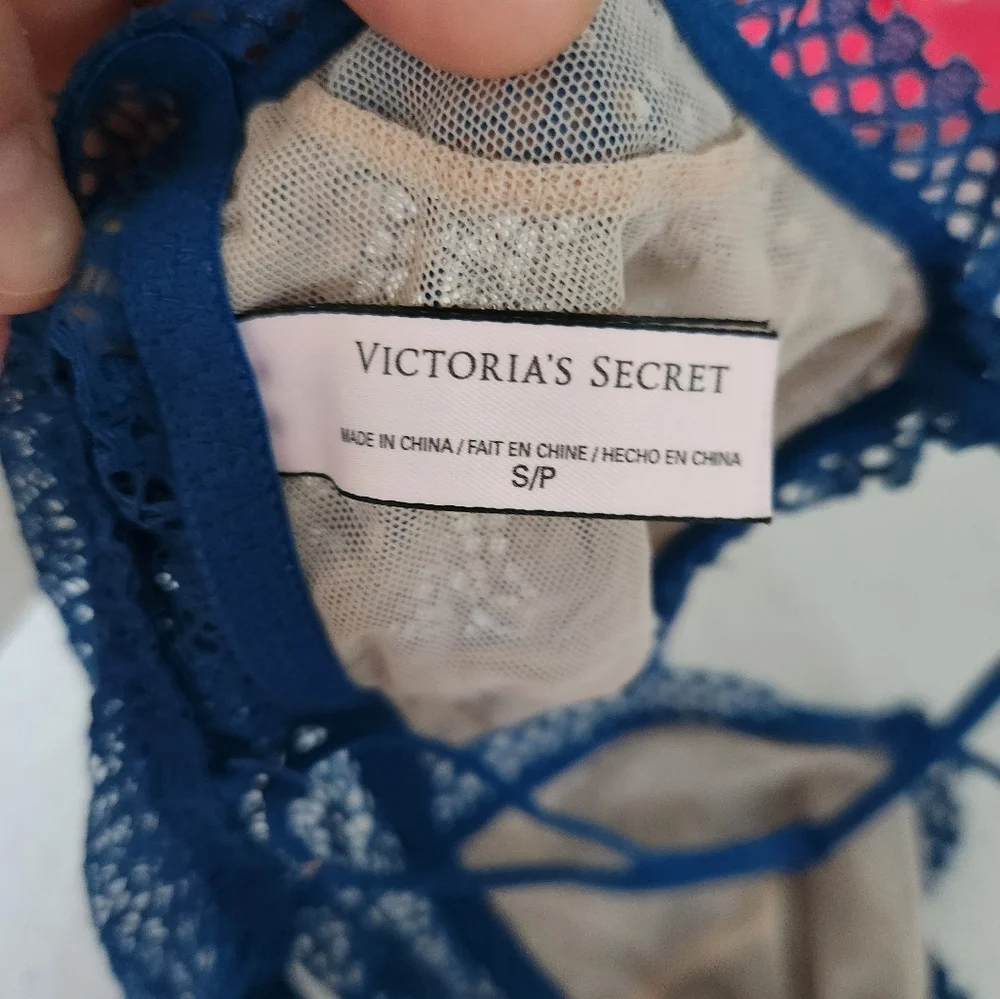 VICTORIA'S SECRET
MADE IN CHINA / FAIT EN CHINE / HECHO EN CHINA
S/P